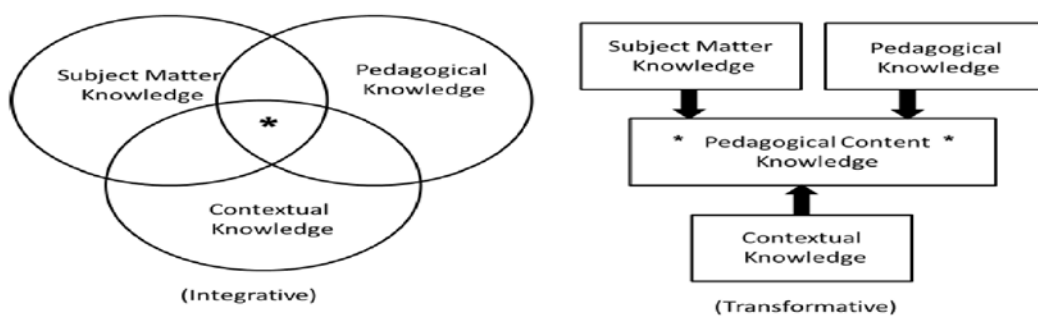 Subject Matter
Knowledge
Pedagogical
Knowledge
*
Contextual
Knowledge
(Integrative)
Subject Matter
Knowledge
Pedagogical
Knowledge
* Pedagogical Content *
Knowledge
Contextual
Knowledge
(Transformative)